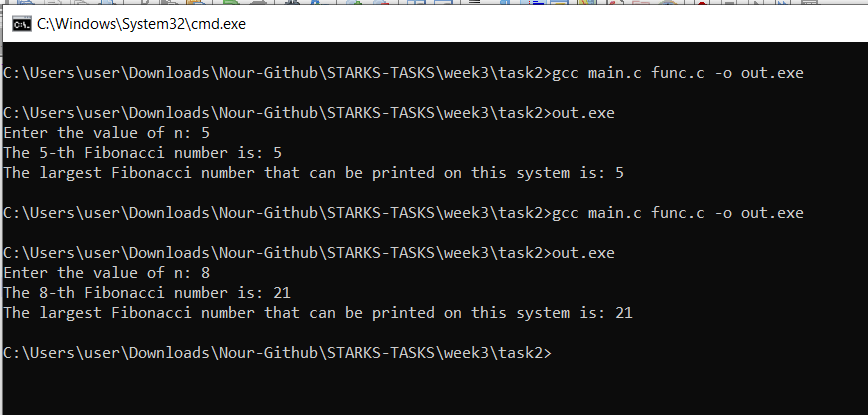 C:\Windows\System32\cmd.exe
C:\Users\user\Downloads\Nour-Github\STARKS-TASKS\week3\task2>gcc main.c func.c -o out.exe
C:\Users\user\Downloads\Nour-Github\STARKS-TASKS\week3\task2>out.exe
Enter the value of n: 5
The 5-th Fibonacci number is: 5
The largest Fibonacci number that can be printed on this system is: 5
C:\Users\user\Downloads\Nour-Github\STARKS-TASKS\week3\task2>gcc main.c func.c -o out.exe
C:\Users\user\Downloads\Nour-Github\STARKS-TASKS\week3\task2>out.exe
Enter the value of n: 8
The 8-th Fibonacci number is: 21
The largest Fibonacci number that can be printed on this system is: 21
C:\Users\user\Downloads\Nour-Github\STARKS-TASKS\week3\task2>